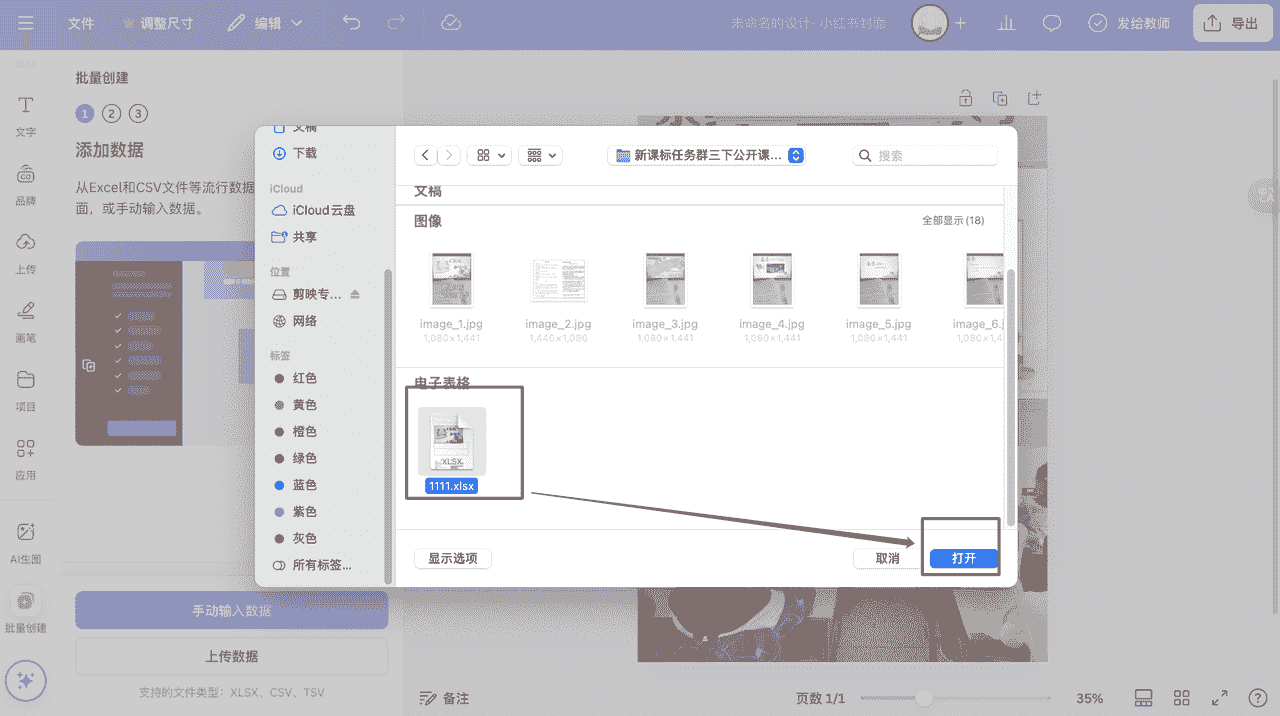 文件
调整尺寸
编辑
未命名的设计- 小红书封面
发给教师
导出
素材
文字
品牌
上传
画笔
项目
应用
AI生图
批量创建
批量创建
1 2 3
添加数据
从Excel和CSV文件等流行数据
面，或手动输入数据。
手动输入数据
上传数据
支持的文件类型：XLSX、CSV、TSV
文稿
下载
iCloud
iCloud云盘
共享
位置
剪映专...
网络
标签
红色
黄色
橙色
绿色
蓝色
紫色
灰色
所有标签...
新课标任务群三下公开课...
搜索
文稿
图像
全部显示 (18)
image_1.jpg
1,080×1,441
image_2.jpg
1,440×1,080
image_3.jpg
1,080×1,441
image_4.jpg
1,080×1,441
image_5.jpg
1,080×1,441
image_6.j
1,080×1,4
电子表格
XLSX
1111.xlsx
显示选项
取消
打开
备注
页数 1/1
35%